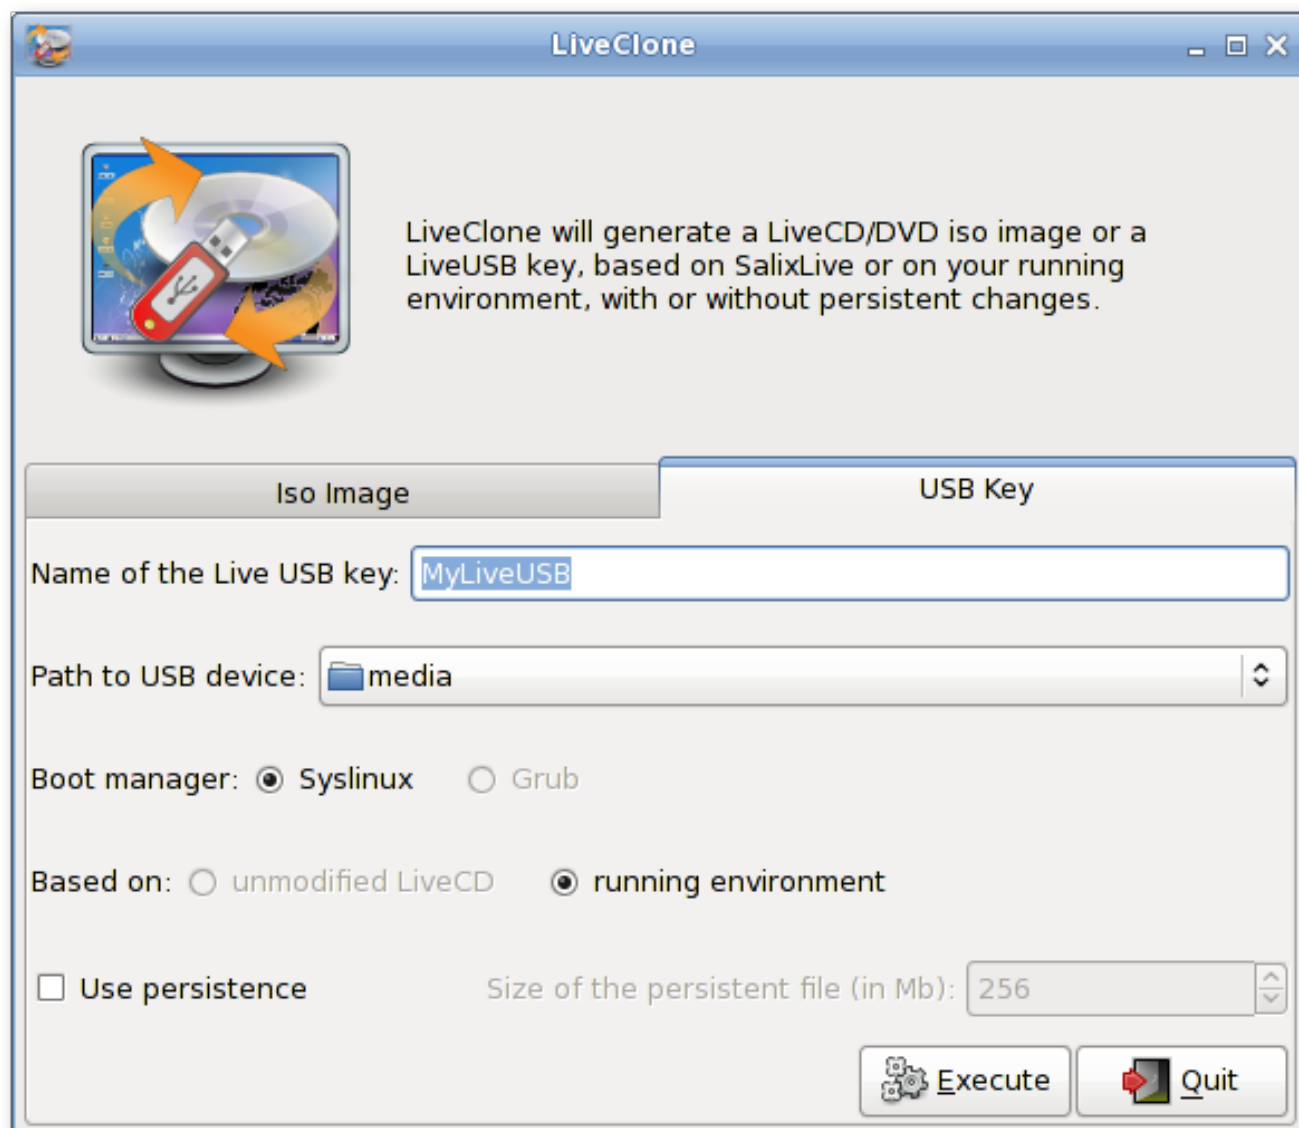 LiveClone
LiveClone will generate a LiveCD/DVD iso image or a
LiveUSB key, based on SalixLive or on your running
environment, with or without persistent changes.
Iso Image
USB Key
Name of the Live USB key: MyLiveUSB
Path to USB device: media
Boot manager: Syslinux Grub
Based on: unmodified LiveCD running environment
Use persistence Size of the persistent file (in Mb): 256
Execute Quit